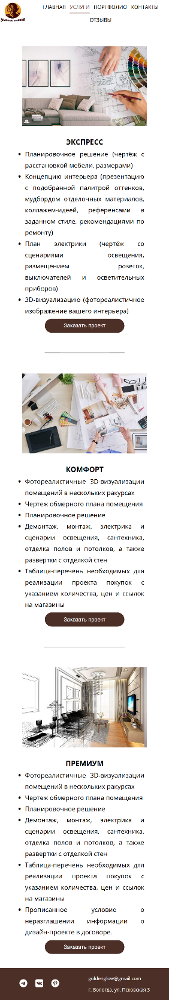 ЗОЛОТОЕ СИЯНИЕ
ГЛАВНАЯ УСЛУГИ ПОРТФОЛИО КОНТАКТЫ
ОТЗЫВЫ
ЭКСПРЕСС
• Планировочное решение (чертёж с
расстановкой мебели, размерами)
• Концепцию интерьера (презентацию
с подобранной палитрой оттенков,
мудбордом отделочных материалов,
коллажем-идеей, референсами в
заданном стиле, рекомендациями по
ремонту)
• План электрики (чертёж со
сценариями освещения,
размещением розеток,
выключателей и осветительных
приборов)
• 3D-визуализацию (фотореалистичное
изображение вашего интерьера)
Заказать проект
КОМФОРТ
• Фотореалистичные 3D-визуализации
помещений в нескольких ракурсах
• Чертеж обмерного плана помещения
• Планировочное решение
• Демонтаж, монтаж, электрика и
сценарии освещения, сантехника,
отделка полов и потолков, а также
развертки с отделкой стен
• Таблица-перечень необходимых для
реализации проекта покупок с
указанием количества, цен и ссылок
на магазины
Заказать проект
ПРЕМИУМ
• Фотореалистичные 3D-визуализации
помещений в нескольких ракурсах
• Чертеж обмерного плана помещения
• Планировочное решение
• Демонтаж, монтаж, электрика и
сценарии освещения, сантехника,
отделка полов и потолков, а также
развертки с отделкой стен
• Таблица-перечень необходимых для
реализации проекта покупок с
указанием количества, цен и ссылок
на магазины
• Прописанное условие о
неразглашении информации о
дизайн-проекте в договоре.
Заказать проект
goldenglow@gmail.com
г. Вологда, ул. Псковская 3